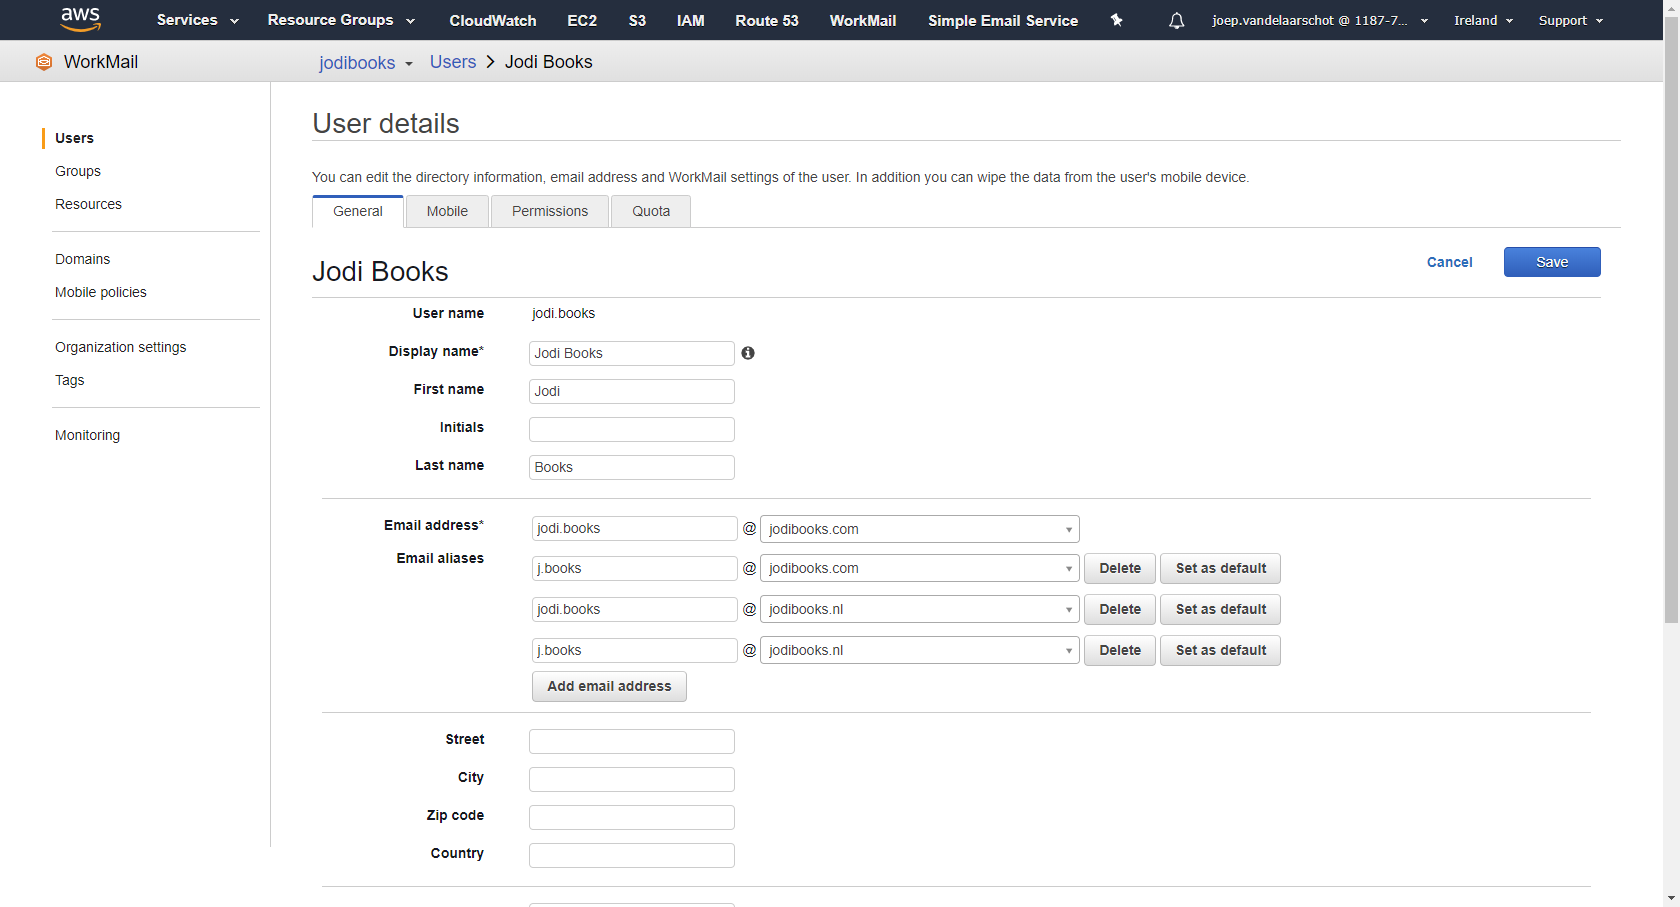 aws Services Resource Groups CloudWatch EC2 S3 IAM Route 53 WorkMail Simple Email Service joep.vandelaarschot @ 1187-7... Ireland Support
WorkMail jodibooks Users Jodi Books
Users
Groups
Resources
Domains
Mobile policies
Organization settings
Tags
Monitoring
User details
You can edit the directory information, email address and WorkMail settings of the user. In addition you can wipe the data from the user's mobile device.
General Mobile Permissions Quota
Jodi Books Cancel Save
User name jodi.books
Display name* Jodi Books
First name Jodi
Initials
Last name Books
Email address* jodi.books @ jodibooks.com
Email aliases
j.books @ jodibooks.com Delete Set as default
jodi.books @ jodibooks.nl Delete Set as default
j.books @ jodibooks.nl Delete Set as default
Add email address
Street
City
Zip code
Country